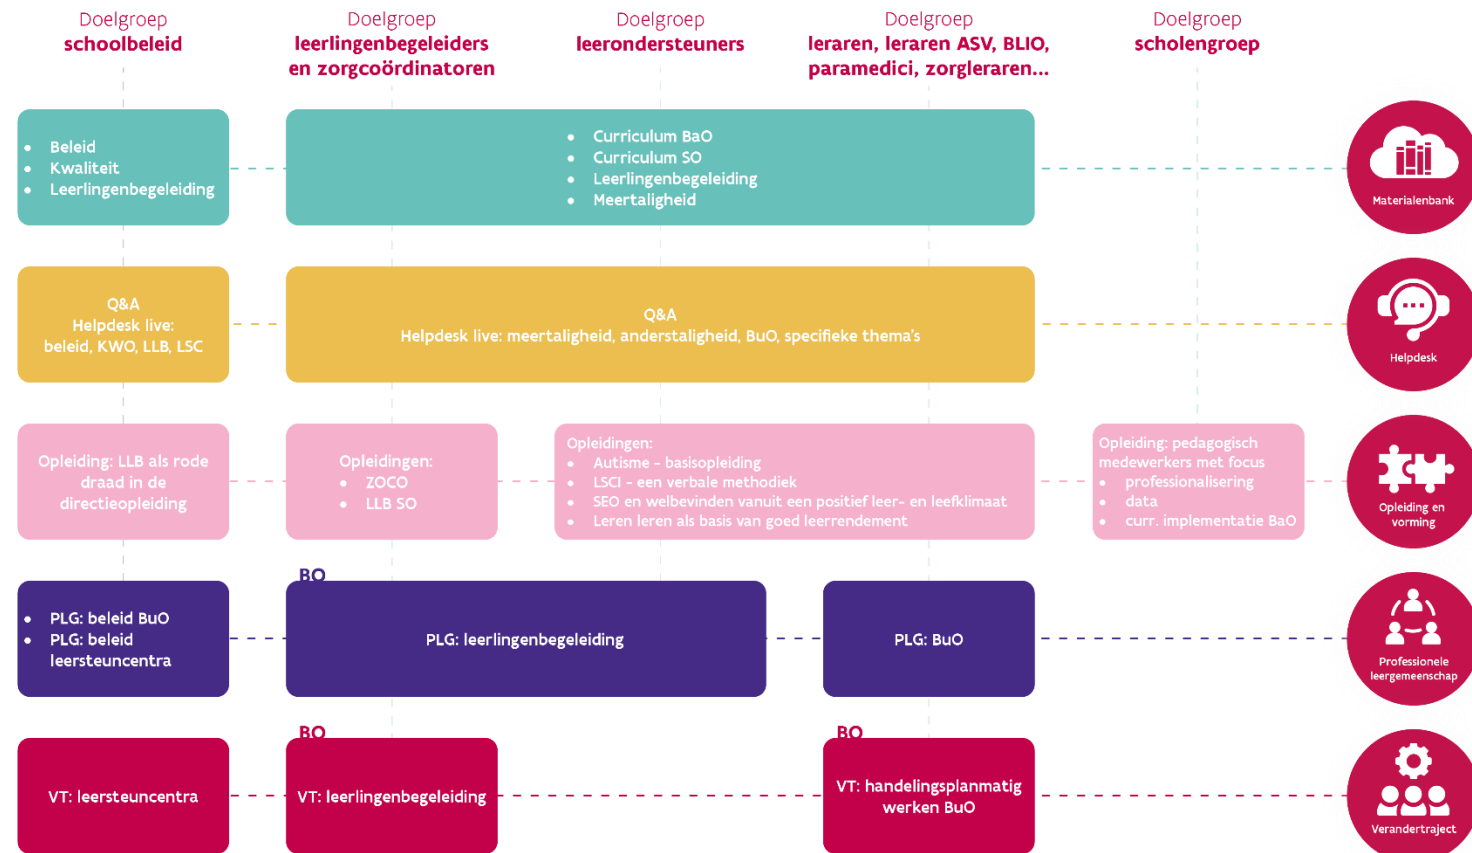 Doelgroep
schoolbeleid
Doelgroep
leerlingenbegeleiders
en zorgcoördinatoren
Doelgroep
leerondersteuners
Doelgroep
leraren, leraren ASV, BLIO,
paramedici, zorgleraren...
Doelgroep
scholengroep
• Beleid
• Kwaliteit
• Leerlingenbegeleiding
• Curriculum BaO
• Curriculum SO
• Leerlingenbegeleiding
• Meertaligheid
Materialenbank
Q&A
Helpdesk live:
beleid, KWO, LLB, LSC
Q&A
Helpdesk live: meertaligheid, anderstaligheid, BuO, specifieke thema's
Helpdesk
Opleiding: LLB als rode
draad in de
directieopleiding
Opleidingen:
• ZOCO
• LLB SO
Opleidingen:
• Autisme - basisopleiding
• LSCI - een verbale methodiek
• SEO en welbevinden vanuit een positief leer- en leefklimaat
• Leren leren als basis van goed leerrendement
Opleiding: pedagogisch
medewerkers met focus
• professionalisering
• data
• curr. implementatie BaO
Opleiding en
vorming
• PLG: beleid BuO
• PLG: beleid
leersteuncentra
BO
PLG: leerlingenbegeleiding
PLG: BuO
Professionele
leergemeenschap
VT: leersteuncentra
BO
VT: leerlingenbegeleiding
BO
VT: handelingsplanmatig
werken BuO
Verandertraject